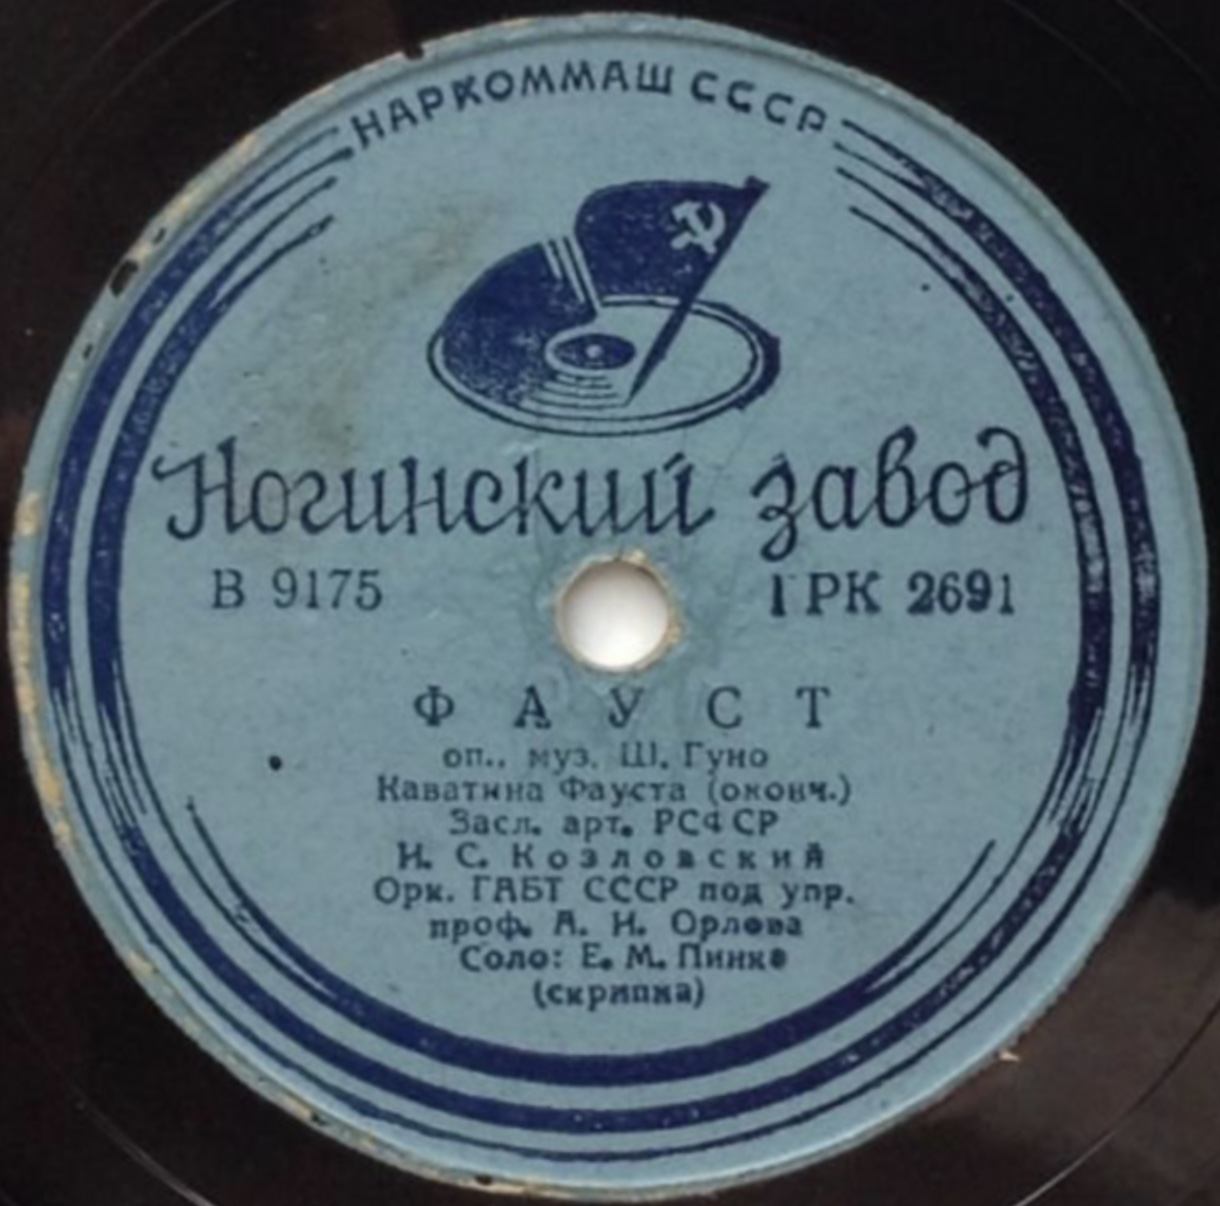 НАРКОММАШ СССР
Ногинский завод
В 9175 ГРК 2691
ФАУСТ
оп.. муз. Ш. Гуно
Каватина Фауста (оконч.)
Засл. арт. РСФСР
И. С. Козловский
Орк. ГАБТ СССР под упр.
проф. А. И. Орлова
Соло: Е. М. Пинке
(скрипка)